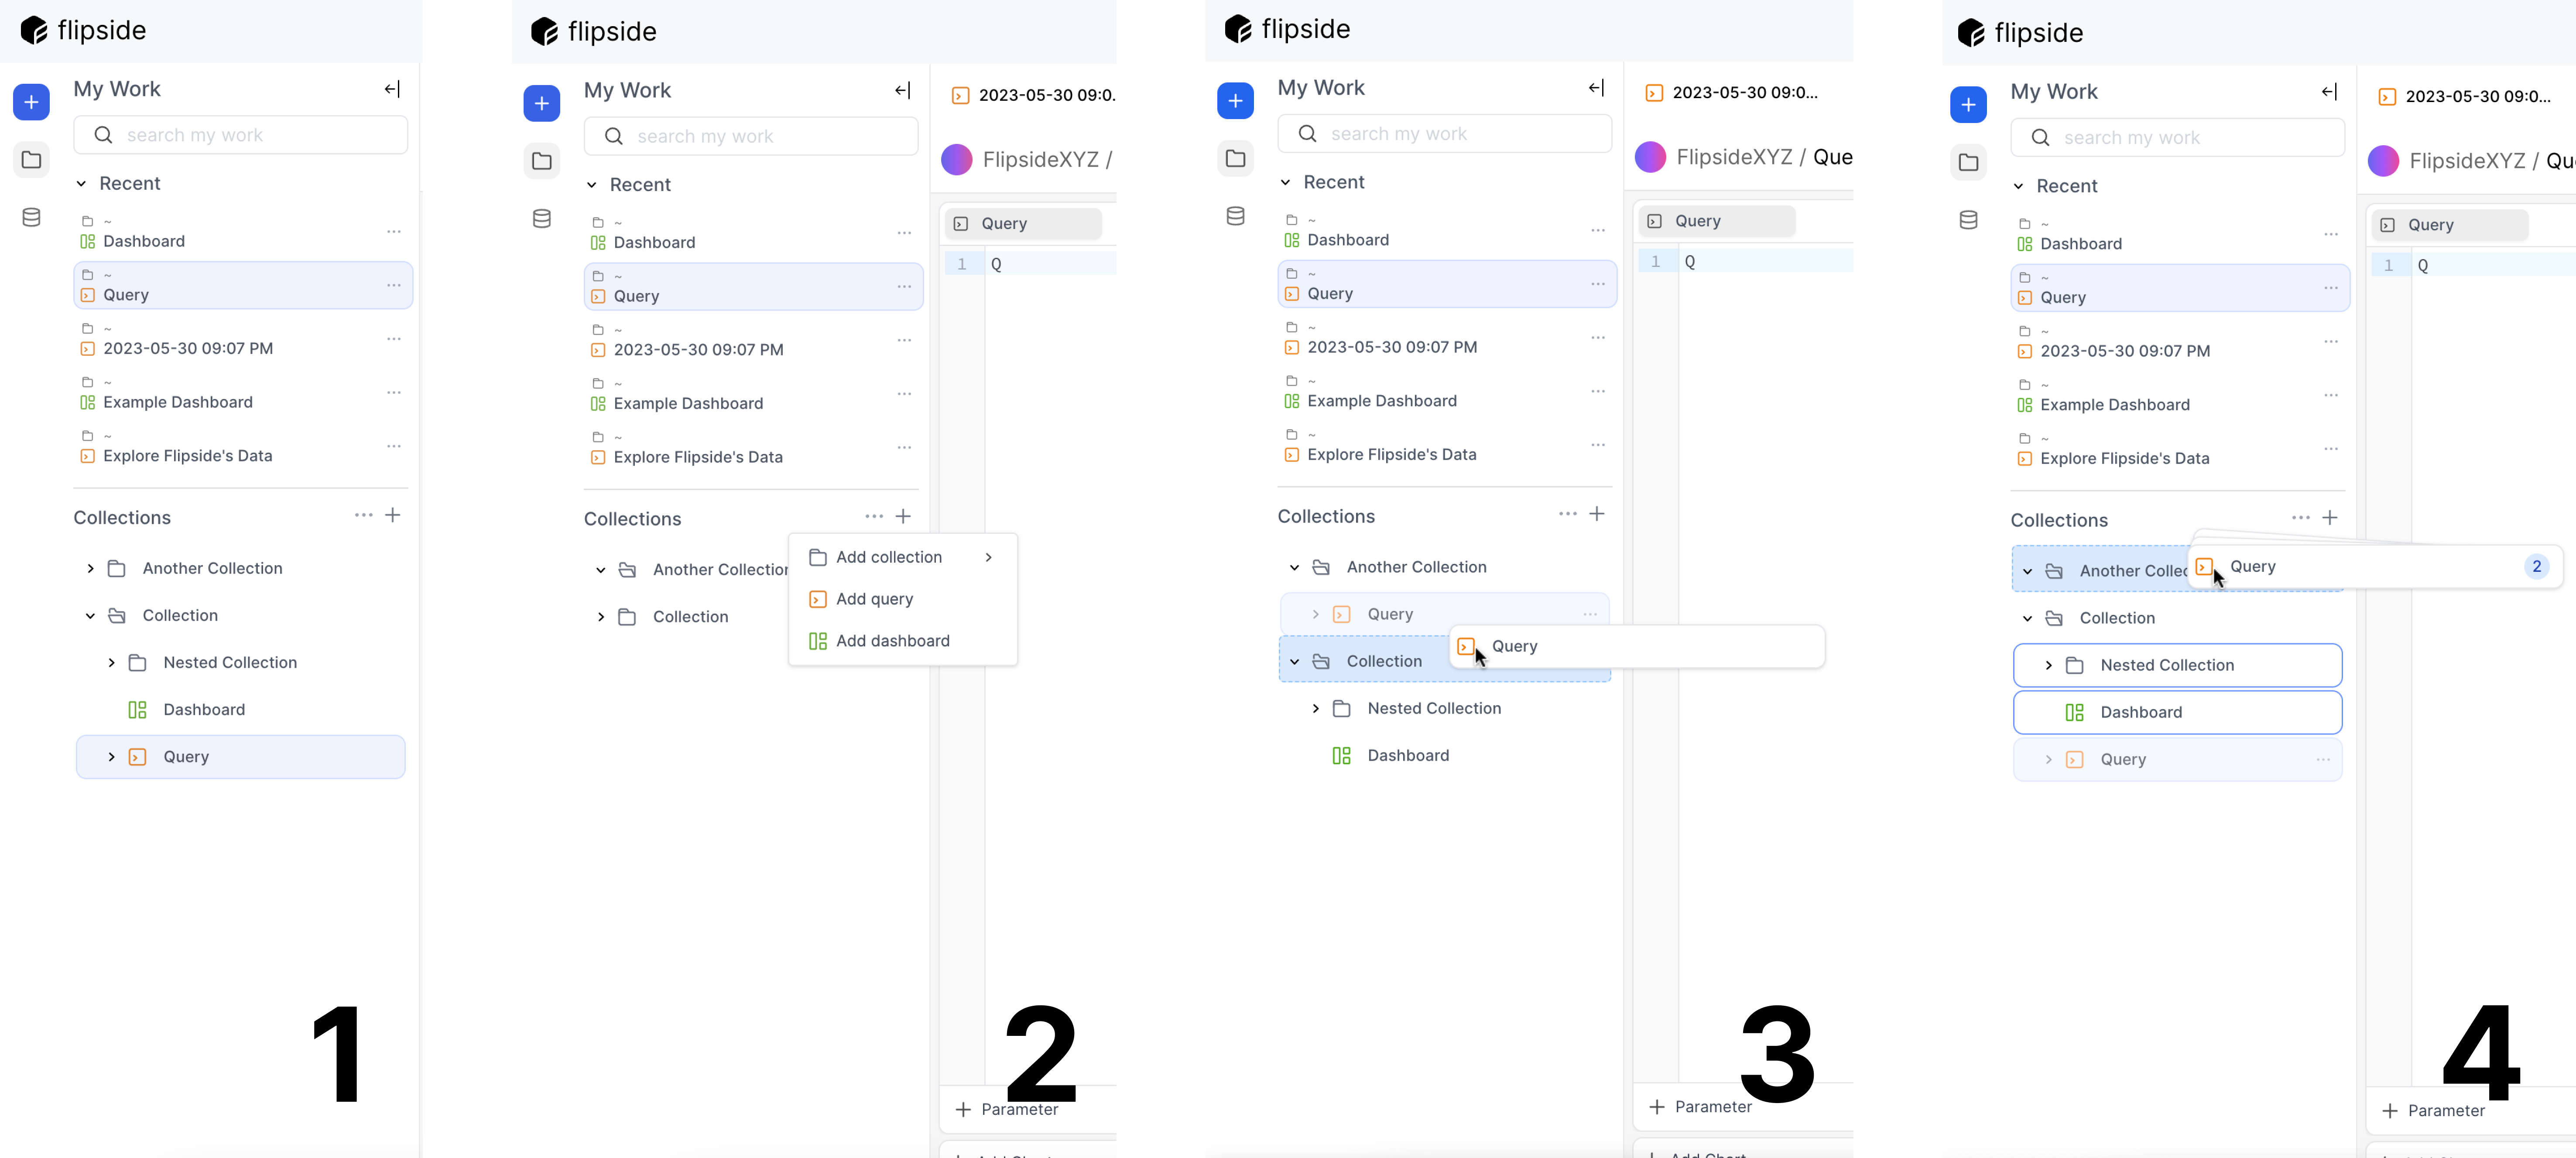 flipside
My Work
search my work
Recent
~
Dashboard
~
Query
~
2023-05-30 09:07 PM
~
Example Dashboard
~
Explore Flipside's Data
Collections
Another Collection
Collection
Nested Collection
Dashboard
Query
1
flipside
My Work
search my work
Recent
~
Dashboard
~
Query
~
2023-05-30 09:07 PM
~
Example Dashboard
~
Explore Flipside's Data
Collections
Another Collection
Collection
Add collection
Add query
Add dashboard
2023-05-30 09:0.
FlipsideXYZ /
Query
1 Q
Parameter
2
flipside
My Work
search my work
Recent
~
Dashboard
~
Query
~
2023-05-30 09:07 PM
~
Example Dashboard
~
Explore Flipside's Data
Collections
Another Collection
Query
Query
Collection
Nested Collection
Dashboard
2023-05-30 09:0...
FlipsideXYZ / Que
Query
1 Q
Parameter
Add Chart
3
flipside
My Work
search my work
Recent
~
Dashboard
~
Query
~
2023-05-30 09:07 PM
~
Example Dashboard
~
Explore Flipside's Data
Collections
Another Collec
Query 2
Collection
Nested Collection
Dashboard
Query
2023-05-30 09:0...
FlipsideXYZ / Qu
Query
1 Q
Parameter
4